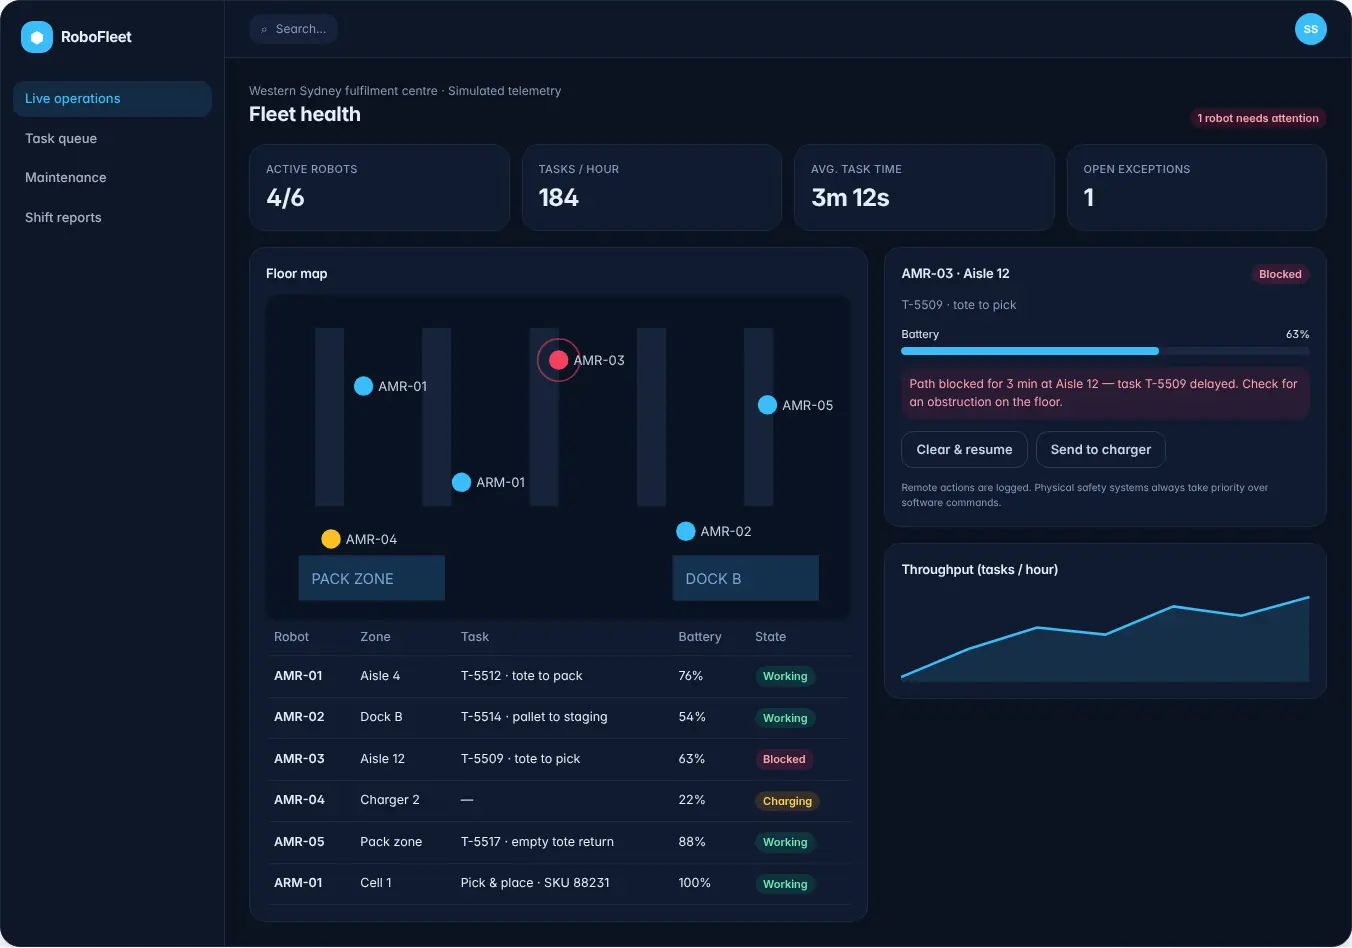 RoboFleet
Search...
SS
Live operations
Task queue
Maintenance
Shift reports
Western Sydney fulfilment centre · Simulated telemetry
Fleet health
1 robot needs attention
ACTIVE ROBOTS
4/6
TASKS / HOUR
184
AVG. TASK TIME
3m 12s
OPEN EXCEPTIONS
1
Floor map
AMR-03
AMR-01
AMR-05
ARM-01
AMR-02
AMR-04
PACK ZONE
DOCK B
Robot Zone Task Battery State
AMR-01 Aisle 4 T-5512 · tote to pack 76% Working
AMR-02 Dock B T-5514 · pallet to staging 54% Working
AMR-03 Aisle 12 T-5509 · tote to pick 63% Blocked
AMR-04 Charger 2 — 22% Charging
AMR-05 Pack zone T-5517 · empty tote return 88% Working
ARM-01 Cell 1 Pick & place · SKU 88231 100% Working
AMR-03 · Aisle 12 Blocked
T-5509 · tote to pick
Battery 63%
Path blocked for 3 min at Aisle 12 — task T-5509 delayed. Check for
an obstruction on the floor.
Clear & resume Send to charger
Remote actions are logged. Physical safety systems always take priority over
software commands.
Throughput (tasks / hour)